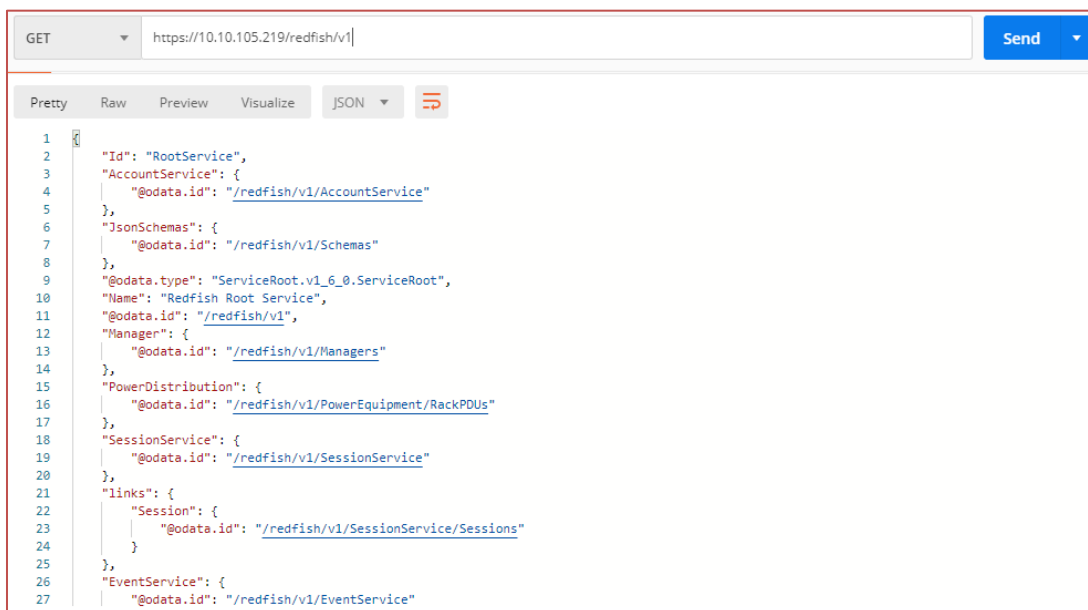 GET https://10.10.105.219/redfish/v1 Send
Pretty Raw Preview Visualize JSON
1 {
2 "Id": "RootService",
3 "AccountService": {
4 "@odata.id": "/redfish/v1/AccountService"
5 },
6 "JsonSchemas": {
7 "@odata.id": "/redfish/v1/Schemas"
8 },
9 "@odata.type": "ServiceRoot.v1_6_0.ServiceRoot",
10 "Name": "Redfish Root Service",
11 "@odata.id": "/redfish/v1",
12 "Manager": {
13 "@odata.id": "/redfish/v1/Managers"
14 },
15 "PowerDistribution": {
16 "@odata.id": "/redfish/v1/PowerEquipment/RackPDUs"
17 },
18 "SessionService": {
19 "@odata.id": "/redfish/v1/SessionService"
20 },
21 "links": {
22 "Session": {
23 "@odata.id": "/redfish/v1/SessionService/Sessions"
24 }
25 },
26 "EventService": {
27 "@odata.id": "/redfish/v1/EventService"